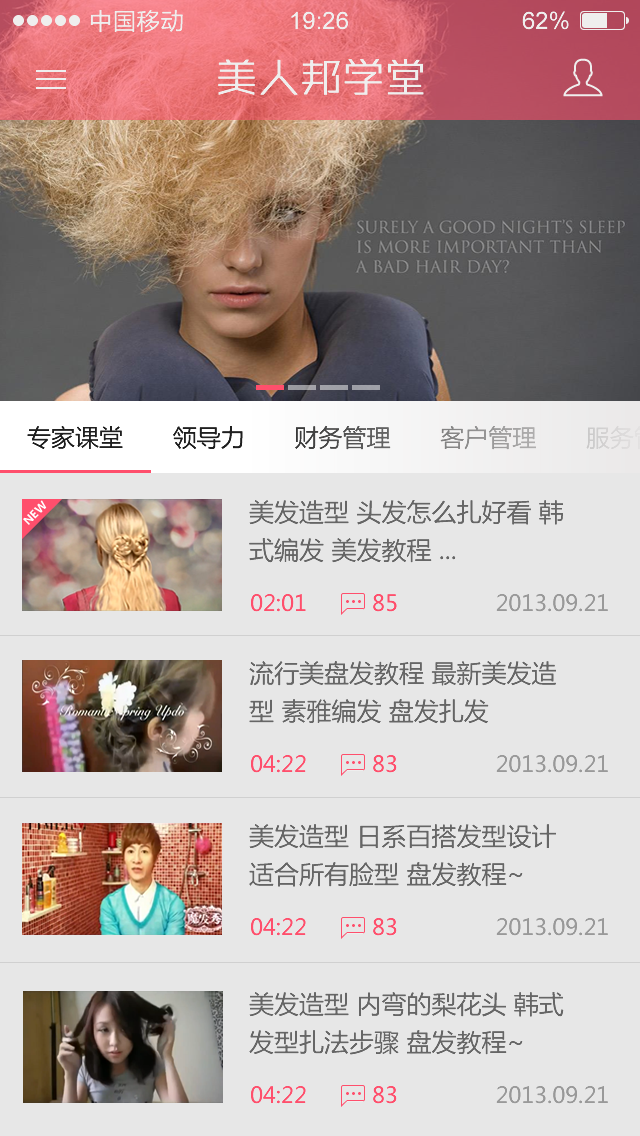 中国移动 19:26 62%
美人邦学堂
SURELY A GOOD NIGHT'S SLEEP
IS MORE IMPORTANT THAN
A BAD HAIR DAY?
专家课堂 领导力 财务管理 客户管理 服务
NEW
美发造型 头发怎么扎好看 韩
式编发 美发教程 ...
02:01 85 2013.09.21
Romantic Spring Updo
流行美盘发教程 最新美发造
型 素雅编发 盘发扎发
04:22 83 2013.09.21
魔发秀
美发造型 日系百搭发型设计
适合所有脸型 盘发教程~
04:22 83 2013.09.21
美发造型 内弯的梨花头 韩式
发型扎法步骤 盘发教程~
04:22 83 2013.09.21